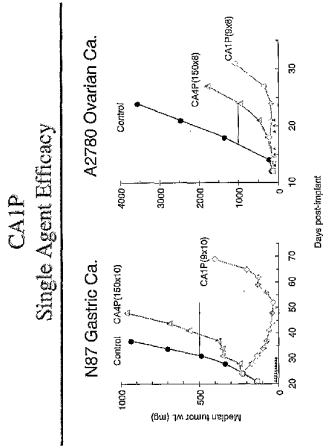 CA1P
Single Agent Efficacy
N87 Gastric Ca.
A2780 Ovarian Ca.
Median tumor wt. (mg)
1000
500
0
20 30 40 50 60 70
Control
CA4P(150x10)
CA1P(9x10)
4000
3000
2000
1000
0
10 20 30
Control
CA4P(150x8)
CA1P(9x8)
Days post-implant